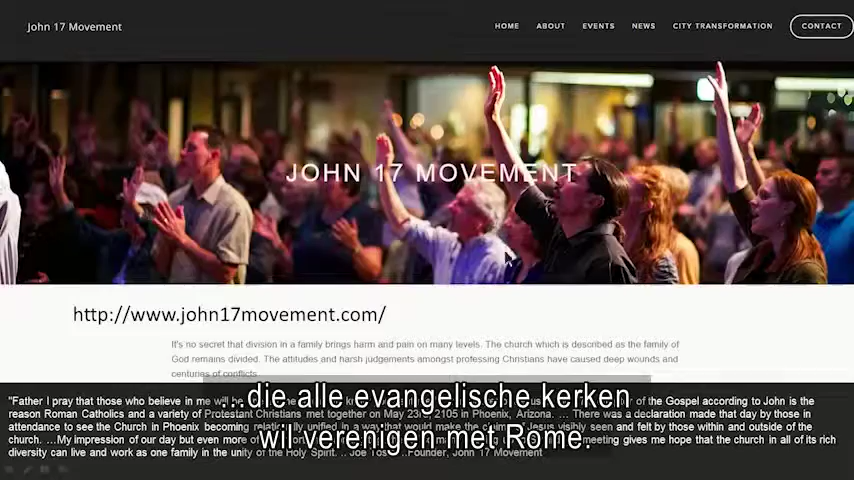 John 17 Movement
HOME ABOUT EVENTS NEWS CITY TRANSFORMATION CONTACT
JOHN 17 MOVEMENT
http://www.john17movement.com/
It's no secret that division in a family brings harm and pain on many levels. The church which is described as the family of
God remains divided. The attitudes and harsh judgements amongst professing Christians have caused deep wounds and
centuries of conflicts.
...die alle evangelische kerken
wil verenigen met Rome.
"Father I pray that those who believe in me will be of the Gospel according to John is the
reason Roman Catholics and a variety of Protestant Christians met together on May 23rd, 2105 in Phoenix, Arizona. ... There was a declaration made that day by those in
attendance to see the Church in Phoenix becoming relationally unified in a way that would make the Jesus visibly seen and felt by those within and outside of the
church. ...My impression of our day but even more meeting gives me hope that the church in all of its rich
diversity can live and work as one family in the unity of the Holy Spirit. .. Joe Founder, John 17 Movement